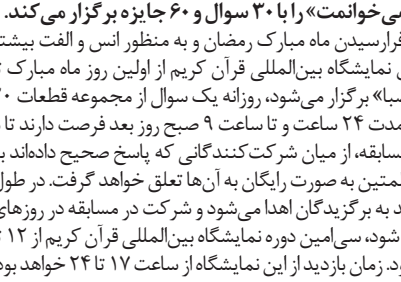 می‌خوانمت» را با ۳۰ سوال و ۶۰ جایزه برگزار می‌کند.
فرارسیدن ماه مبارک رمضان و به منظور انس و الفت بیشتر
نمایشگاه بین‌المللی قرآن کریم از اولین روز ماه مبارک
صبا» برگزار می‌شود، روزانه یک سوال از مجموعه قطعات
مدت ۲۴ ساعت و تا ساعت ۹ صبح روز بعد فرصت دارند تا
مسابقه، از میان شرکت‌کنندگانی که پاسخ صحیح داده‌اند
به صورت رایگان به آن‌ها تعلق خواهد گرفت. در طول
به برگزیدگان اهدا می‌شود و شرکت در مسابقه در روزهای
شود، سی‌امین دوره نمایشگاه بین‌المللی قرآن کریم از ۱۲
زمان بازدید از این نمایشگاه از ساعت ۱۷ تا ۲۴ خواهد بود